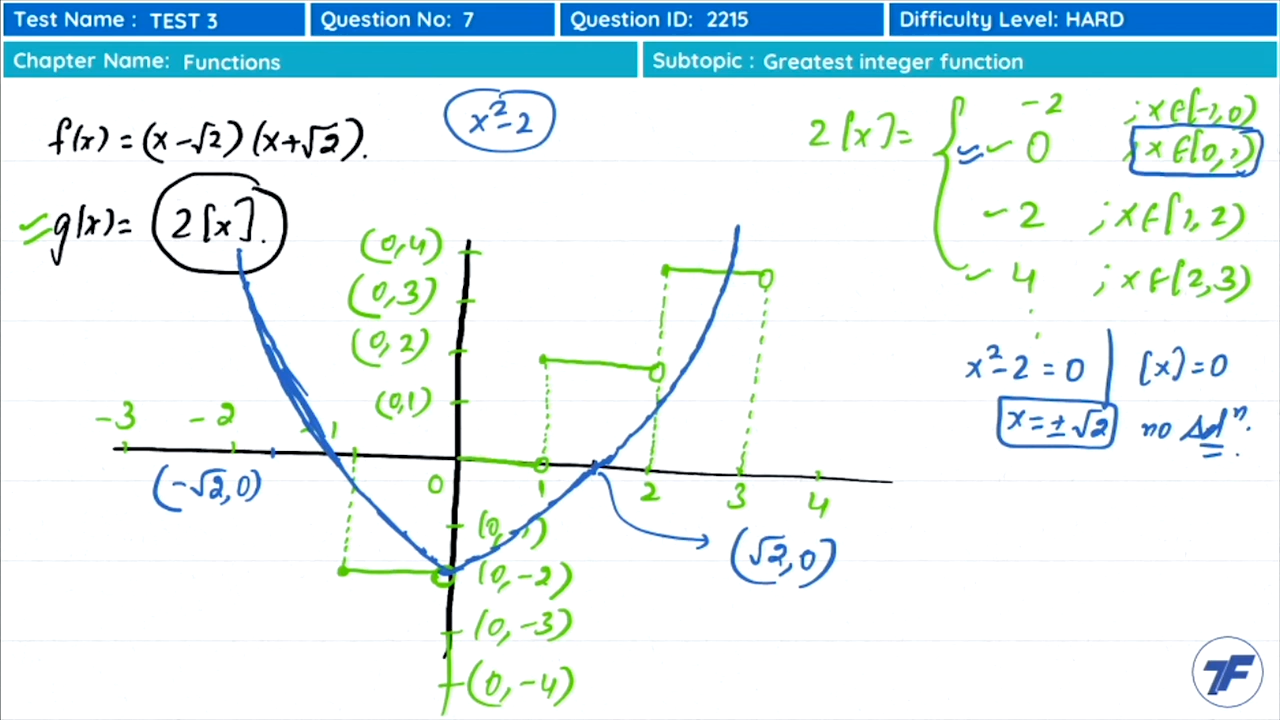 Test Name : TEST 3
Question No: 7
Question ID: 2215
Difficulty Level: HARD
Chapter Name: Functions
Subtopic : Greatest integer function
f(x) = (x-√2) (x+√2).
x²-2
g(x) = 2[x].
2[x] =
-2 ; x∈[-1,0)
0 ; x∈[0,1)
2 ; x∈[1,2)
4 ; x∈[2,3)
x²-2 = 0
[x] = 0
x = ±√2
no solⁿ.
(0,4)
(0,3)
(0,2)
(0,1)
-3 -2 -1 0 1 2 3 4
(-√2,0)
(√2,0)
(0,-1)
(0,-2)
(0,-3)
(0,-4)
TF